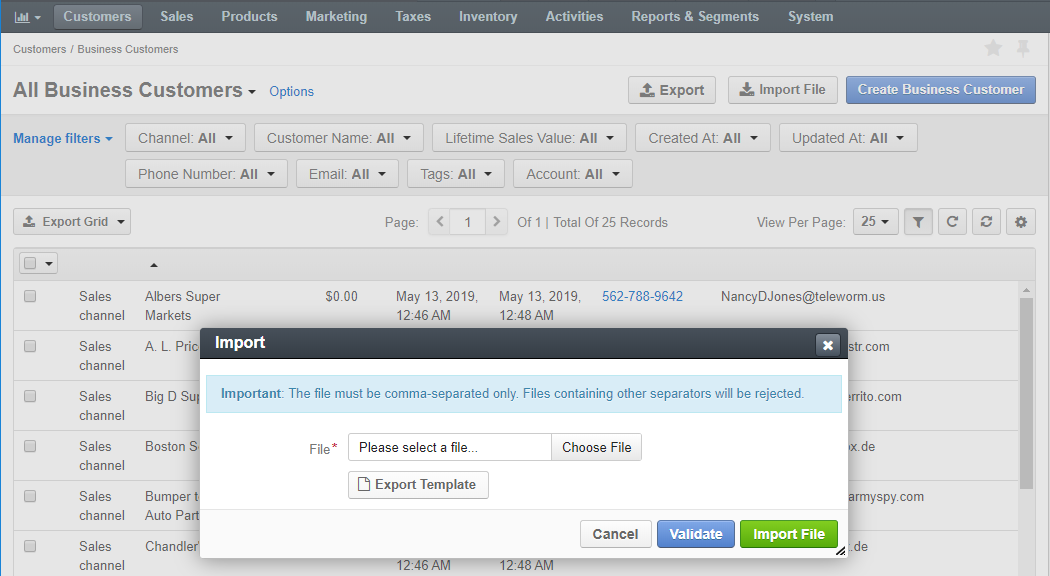 Customers Sales Products Marketing Taxes Inventory Activities Reports & Segments System
Customers / Business Customers
All Business Customers Options Export Import File Create Business Customer
Manage filters Channel: All Customer Name: All Lifetime Sales Value: All Created At: All Updated At: All
Phone Number: All Email: All Tags: All Account: All
Export Grid Page: 1 Of 1 | Total Of 25 Records View Per Page: 25
Sales Albers Super $0.00 May 13, 2019, May 13, 2019, 562-788-9642 NancyDJones@teleworm.us
channel Markets 12:46 AM 12:48 AM
Import
Sales A. L. Pric str.com
channel
Important: The file must be comma-separated only. Files containing other separators will be rejected.
Sales Big D Su errito.com
channel
File* Please select a file... Choose File
Sales Boston S ox.de
channel
Export Template
Sales Bumper t armyspy.com
channel Auto Part
Cancel Validate Import File
Sales Chandler' .de
channel 12:46 AM 12:48 AM